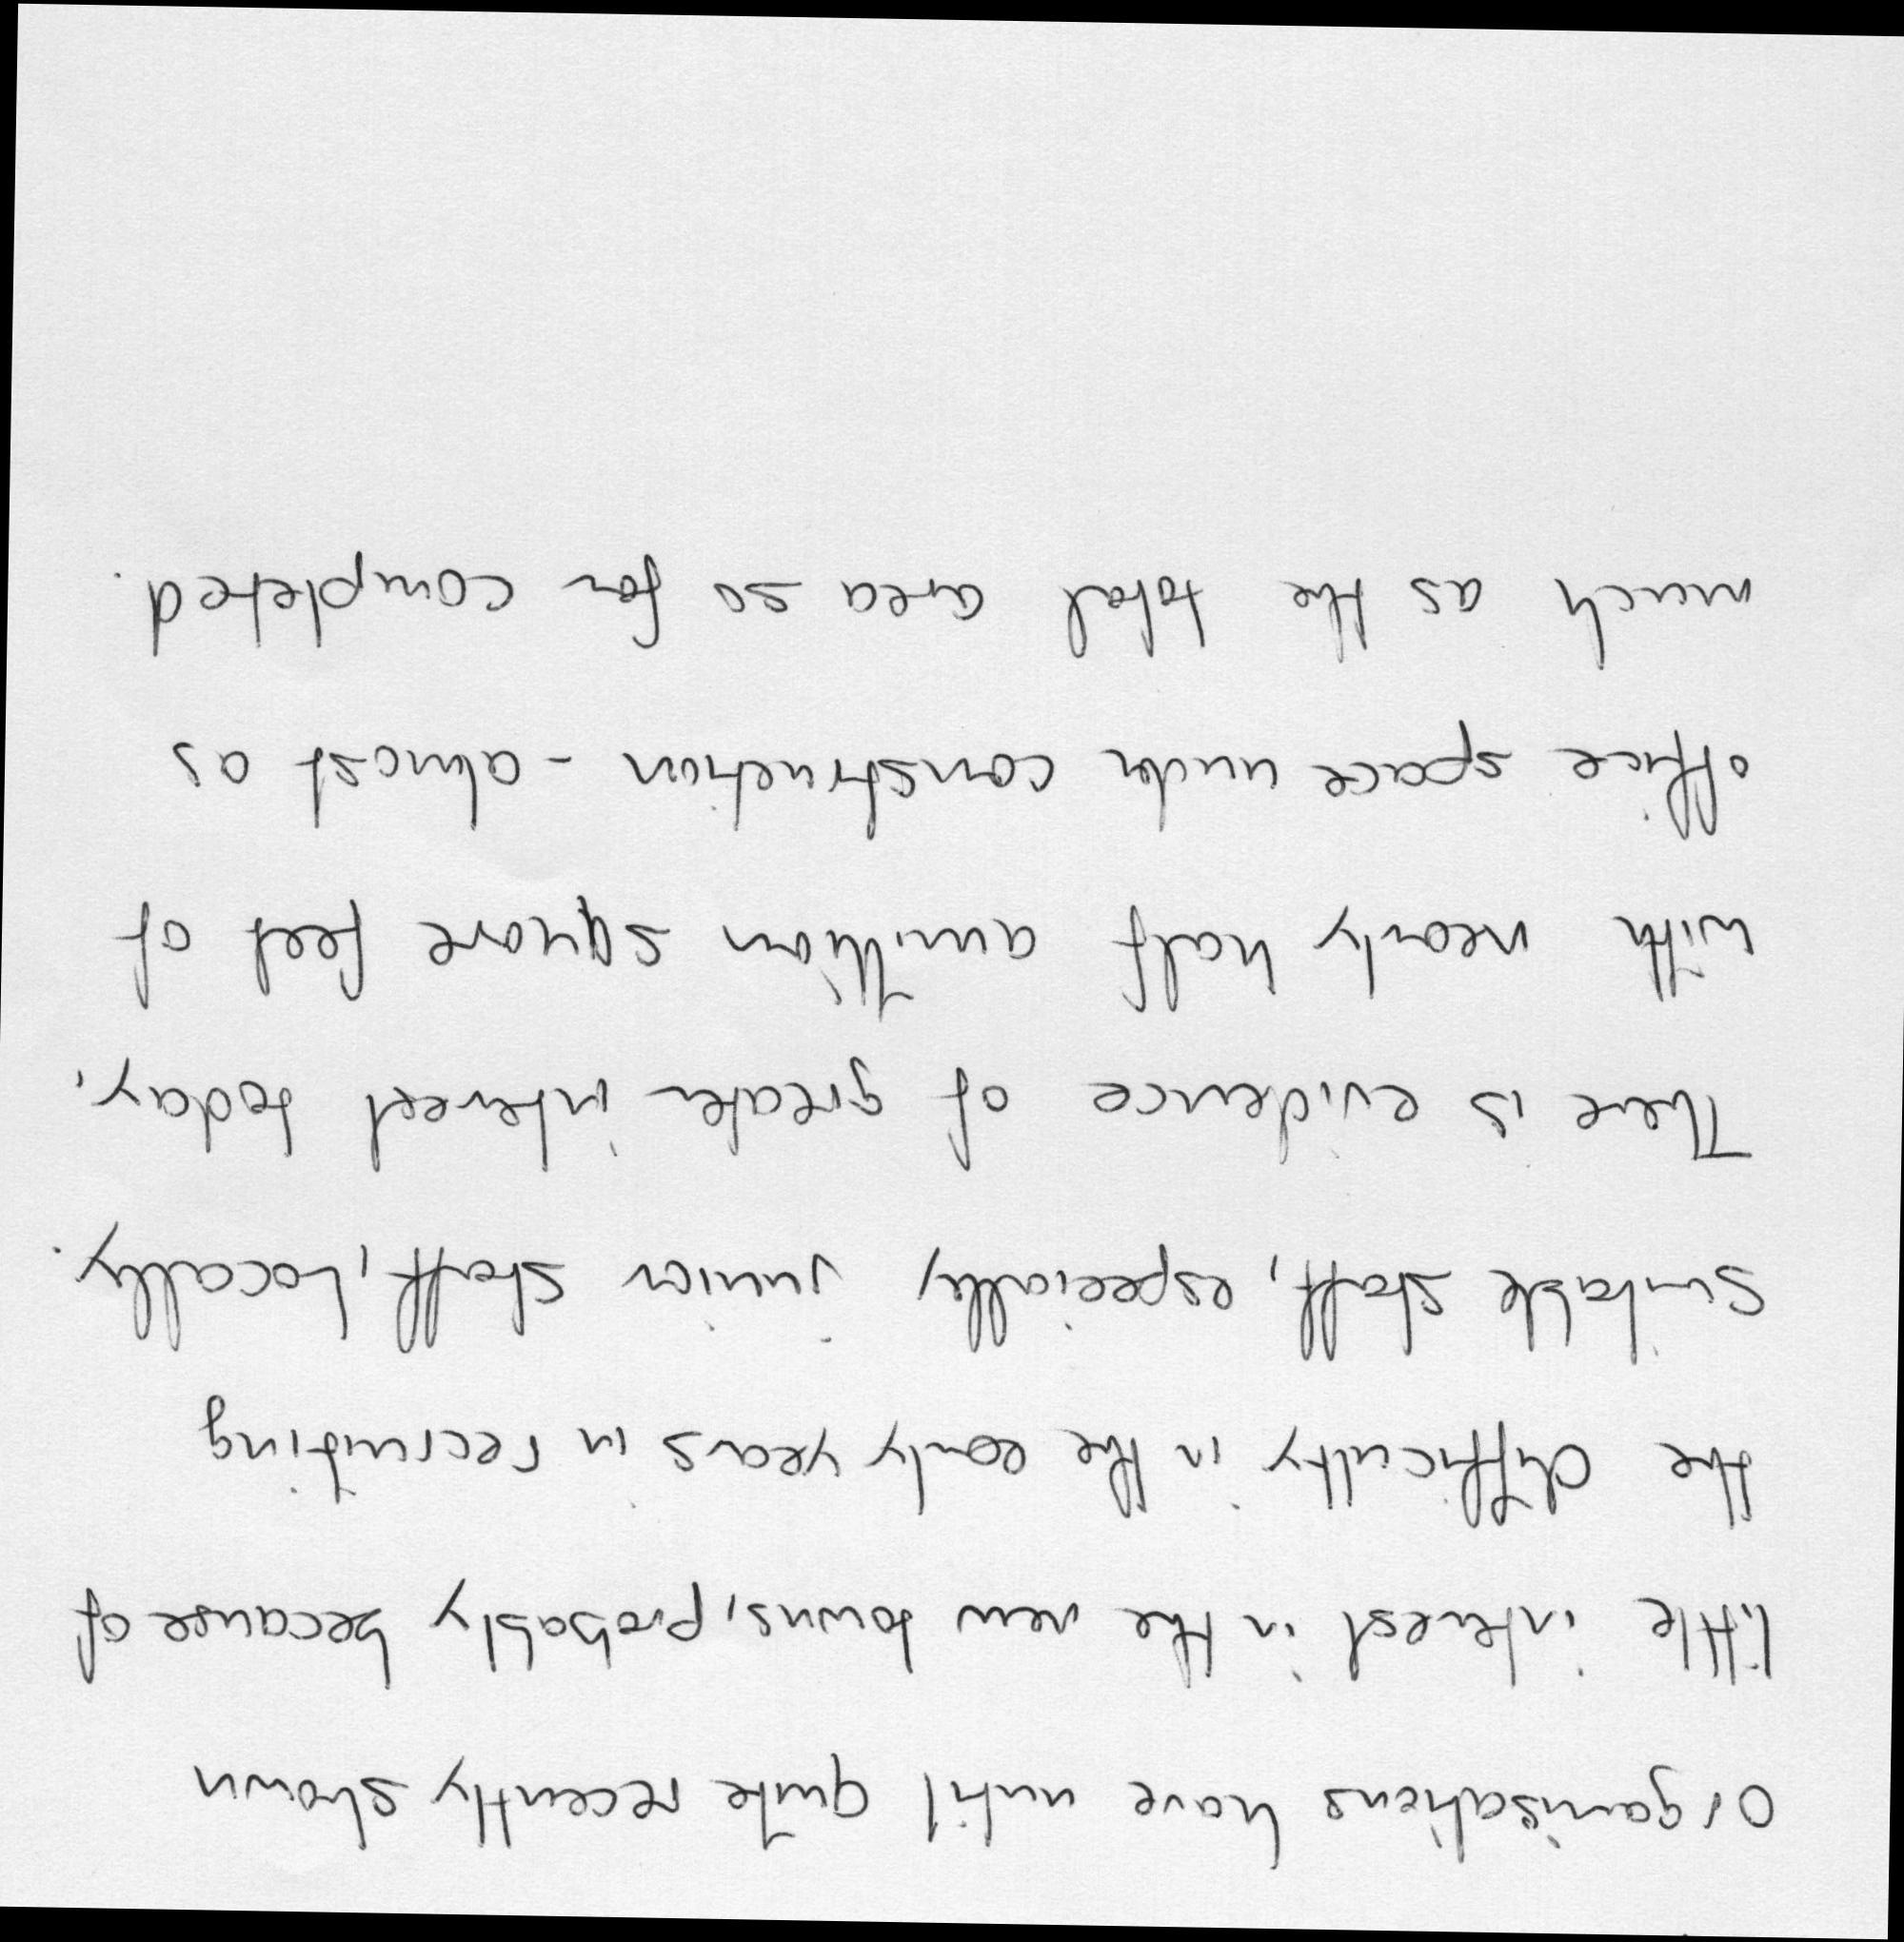 Organisations have until quite recently shown
little interest in the new towns, probably because of
the difficulty in the early years in recruiting
suitable staff, especially junior staff, locally.
There is evidence of greater interest today,
with nearly half a million square feet of
office space under construction - almost as
much as the total area so far completed.